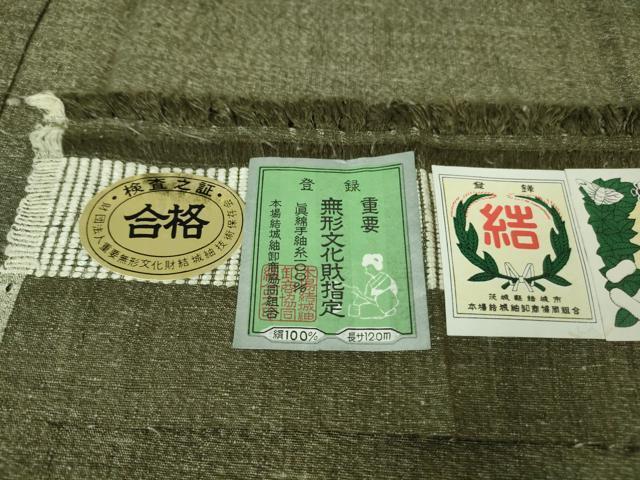 検査之証
合格
財団法人重要無形文化財結城紬技術保存会
登録
重要
無形文化財指定
眞綿手紬糸100%
本場結城紬卸商協同組合
絹100%
長サ12.0m
登録
結
茨城縣結城市
本場結城紬卸商協同組合